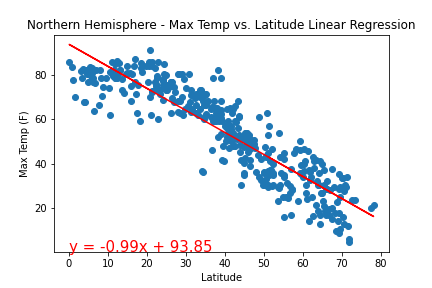 Northern Hemisphere - Max Temp vs. Latitude Linear Regression
Max Temp (F)
80
60
40
20
y = -0.99x + 93.85
0 10 20 30 40 50 60 70 80
Latitude